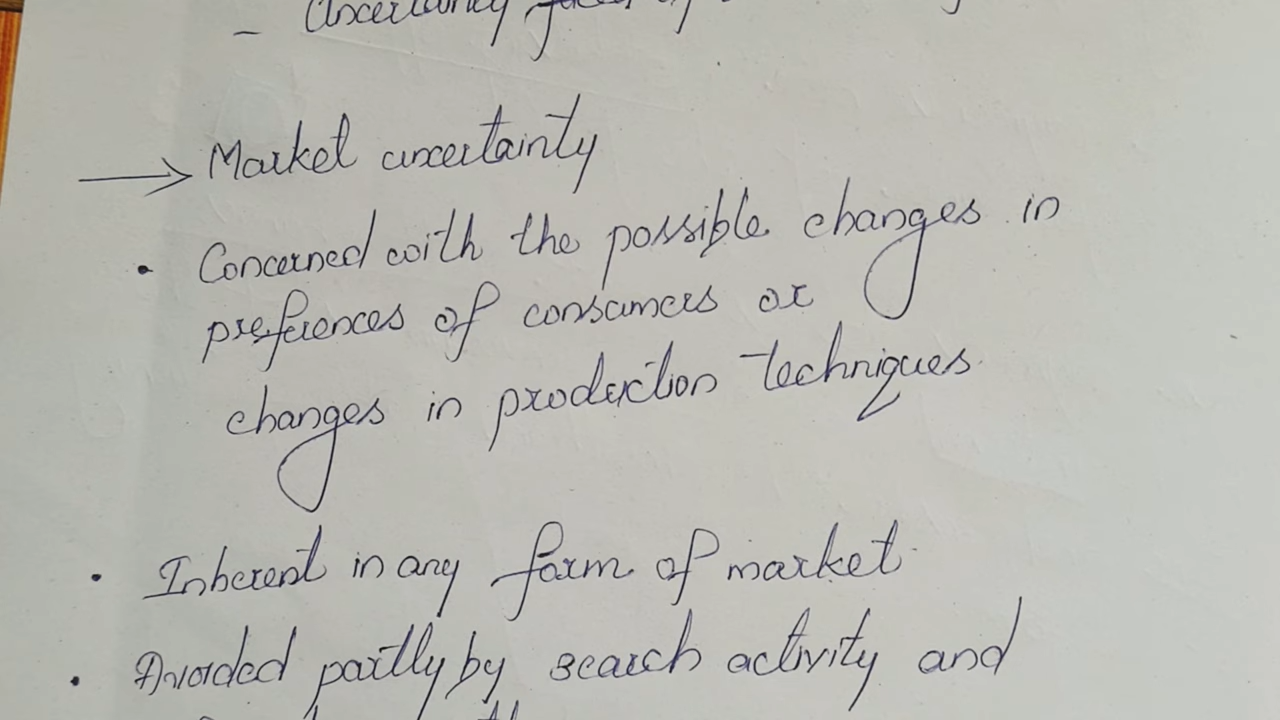 - Uncertainty
→ Market uncertainty
• Concerned with the possible changes in
preferences of consumers or
changes in production techniques.
• Inherent in any form of market.
• Avoided partly by search activity and